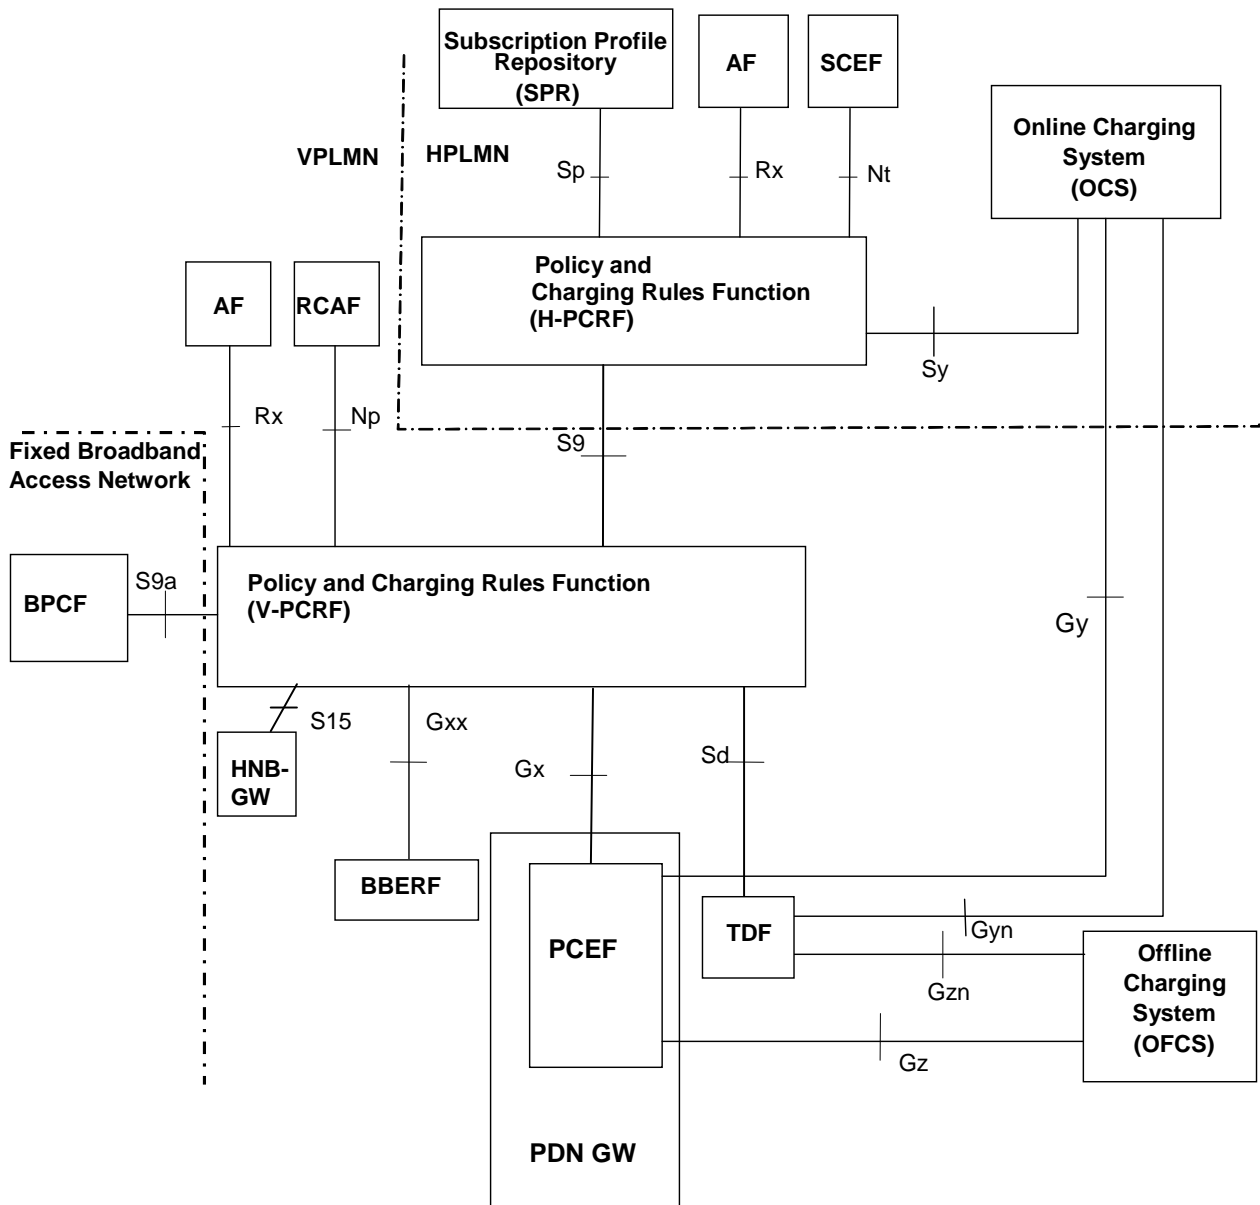 Subscription Profile
Repository
(SPR)
AF
SCEF
Online Charging
System
(OCS)
VPLMN
HPLMN
Sp
Rx
Nt
Policy and
Charging Rules Function
(H-PCRF)
AF
RCAF
Sy
Rx
Np
S9
Fixed Broadband
Access Network
BPCF
S9a
Policy and Charging Rules Function
(V-PCRF)
Gy
S15
Gxx
Gx
Sd
HNB-
GW
BBERF
PCEF
TDF
Gyn
Gzn
Offline
Charging
System
(OFCS)
Gz
PDN GW